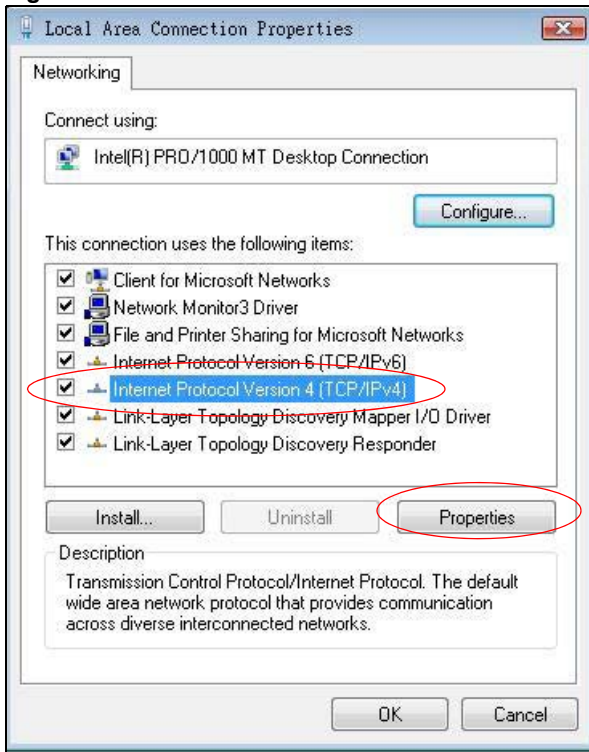 Local Area Connection Properties
Networking
Connect using:
Intel(R) PRO/1000 MT Desktop Connection
Configure...
This connection uses the following items:
Client for Microsoft Networks
Network Monitor3 Driver
File and Printer Sharing for Microsoft Networks
Internet Protocol Version 6 (TCP/IPv6)
Internet Protocol Version 4 (TCP/IPv4)
Link-Layer Topology Discovery Mapper I/O Driver
Link-Layer Topology Discovery Responder
Install... Uninstall Properties
Description
Transmission Control Protocol/Internet Protocol. The default
wide area network protocol that provides communication
across diverse interconnected networks.
OK Cancel